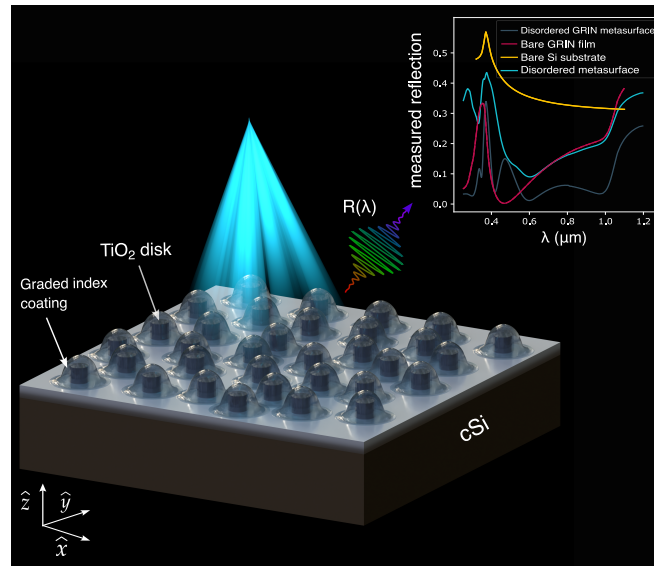 Disordered GRIN metasurface
Bare GRIN film
Bare Si substrate
Disordered metasurface
measured reflection
0.5
0.4
0.3
0.2
0.1
0.0
0.4
0.6
0.8
1.0
1.2
λ (μm)
R(λ)
TiO₂ disk
Graded index
coating
cSi
ẑ
ŷ
x̂